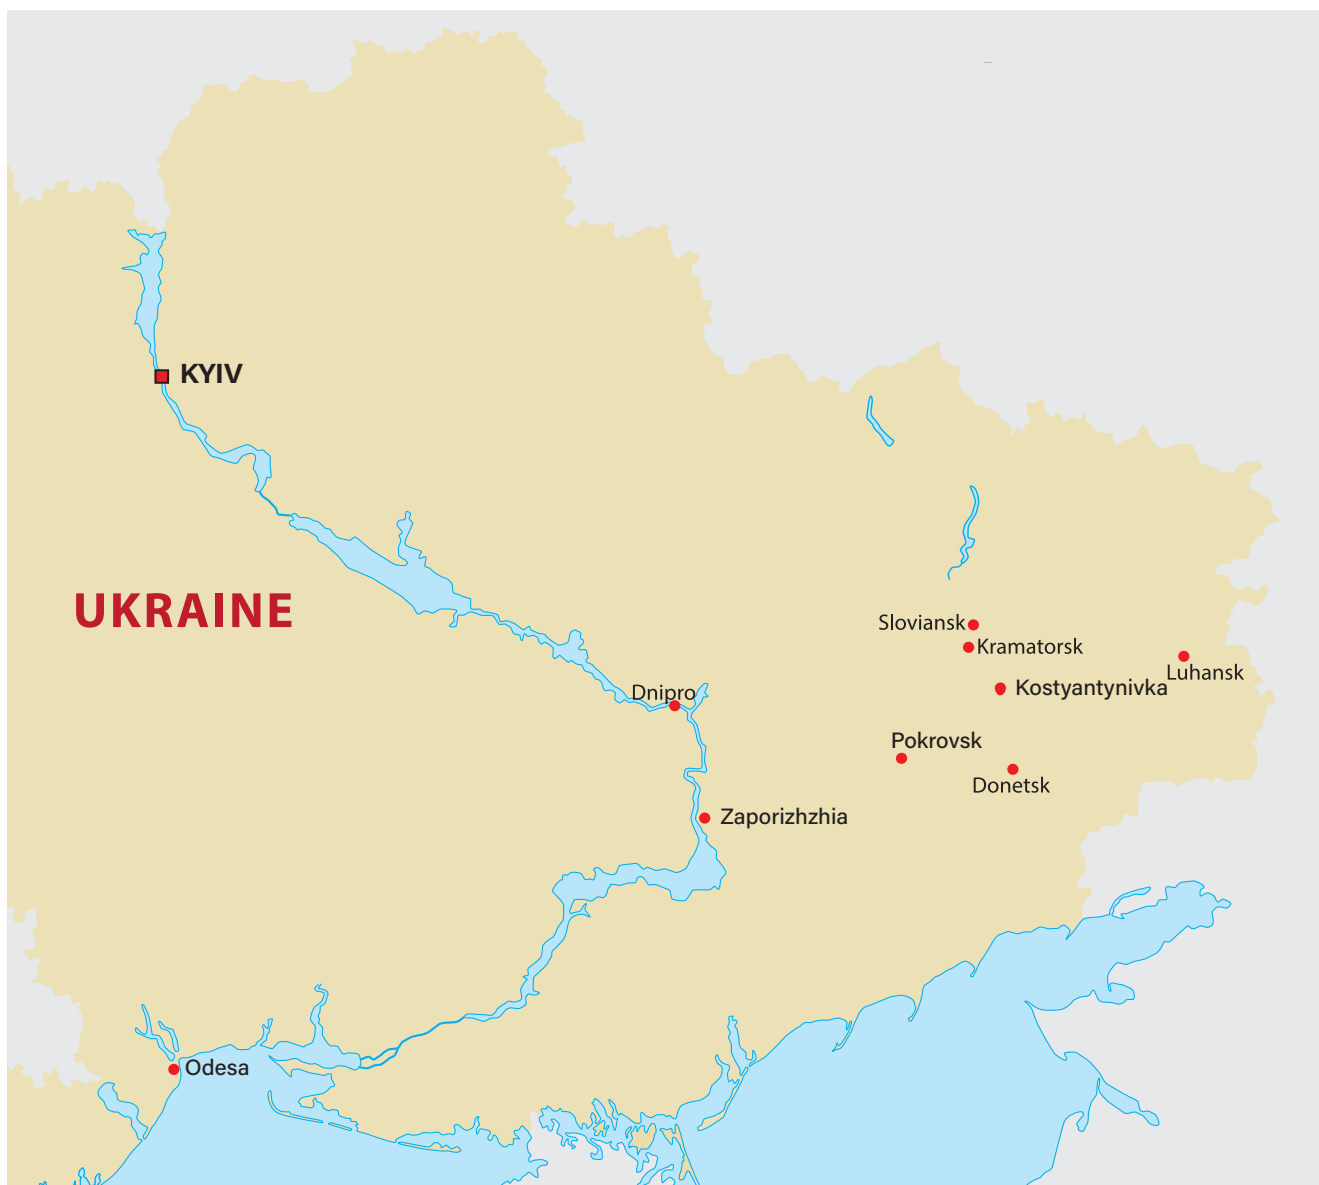 KYIV
UKRAINE
Sloviansk
Kramatorsk
Luhansk
Kostyantynivka
Dnipro
Pokrovsk
Donetsk
Zaporizhzhia
Odesa